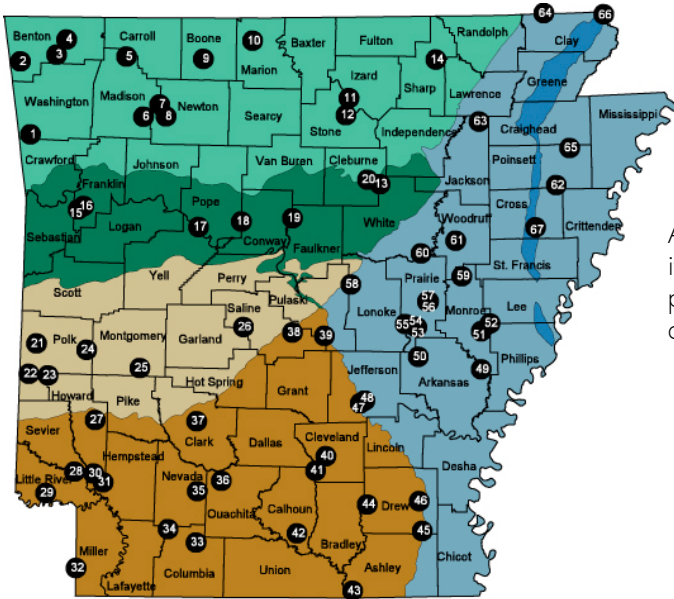 64 66
Benton 4 Carroll Boone 10 Baxter Fulton Randolph Clay
2 3 5 9 Marion 14
Izard Sharp Greene
Washington Madison 7 Newton Searcy 11 Lawrence Mississippi
6 8 12 63
1 Stone Independence Craighead
Crawford Johnson Van Buren Cleburne Poinsett 65
Franklin 20 13 Jackson 62
15 16 Pope 18 19 White Woodruff Cross Crittenden
Sebastian Logan 17 Conway Faulkner 61 67
60
Scott Yell Perry Prairie 59 St. Francis
Pulaski 58
Saline Lonoke 57 Monroe Lee
21 Polk Montgomery Garland 26 38 56 52
24 39 55 54 53 51
22 23 25 Hot Spring Jefferson 50 49 Phillips
Howard Pike Grant 48 Arkansas
47
Sevier 27 37 Clark Dallas Cleveland Lincoln
Hempstead 40 Desha
Little River 28 30 31 Nevada 36 41
29 35 Ouachita Calhoun 44 Drew 46
34 33 42 Bradley 45
Miller Chicot
32 Lafayette Columbia Union Ashley
43
A
i
p